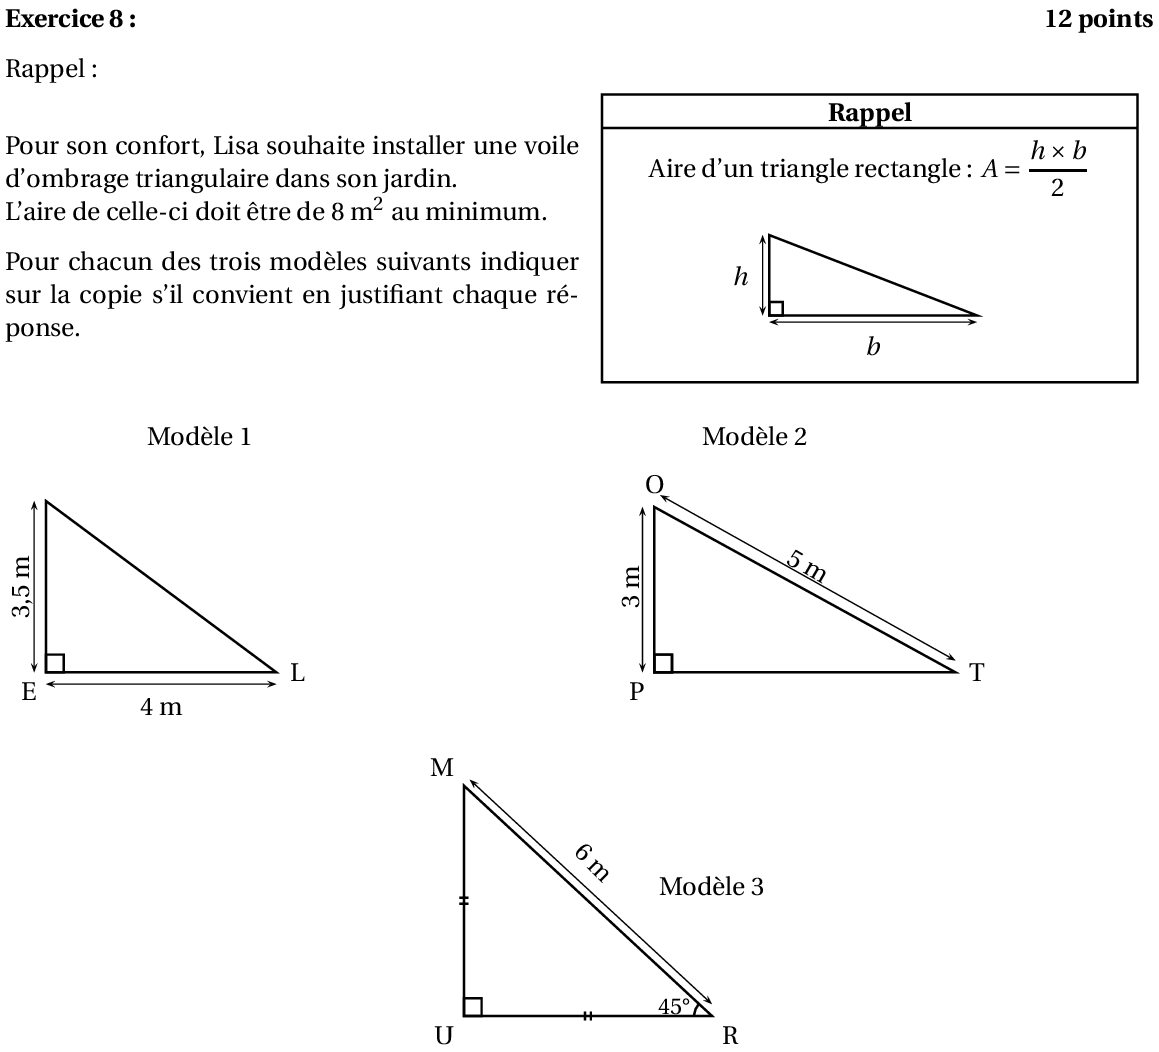 Exercice 8 : 12 points
Rappel :
Pour son confort, Lisa souhaite installer une voile
d'ombrage triangulaire dans son jardin.
L'aire de celle-ci doit être de 8 m² au minimum.
Pour chacun des trois modèles suivants indiquer
sur la copie s'il convient en justifiant chaque ré-
ponse.
Rappel
Aire d'un triangle rectangle : A = \frac{h × b}{2}
h
b
Modèle 1
3,5 m
E
L
4 m
Modèle 2
O
5 m
3 m
P
T
M
6 m
Modèle 3
45°
U
R